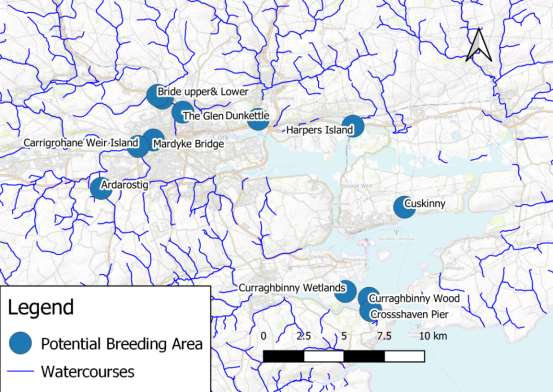 Bride upper& Lower
The Glen
Dunkettle
Harpers Island
Carrigrohane Weir Island
Mardyke Bridge
Ardarostig
Cuskinny
Curraghbinny Wetlands
Curraghbinny Wood
Crossshaven Pier
Legend
Potential Breeding Area
Watercourses
0 2.5 5 7.5 10 km